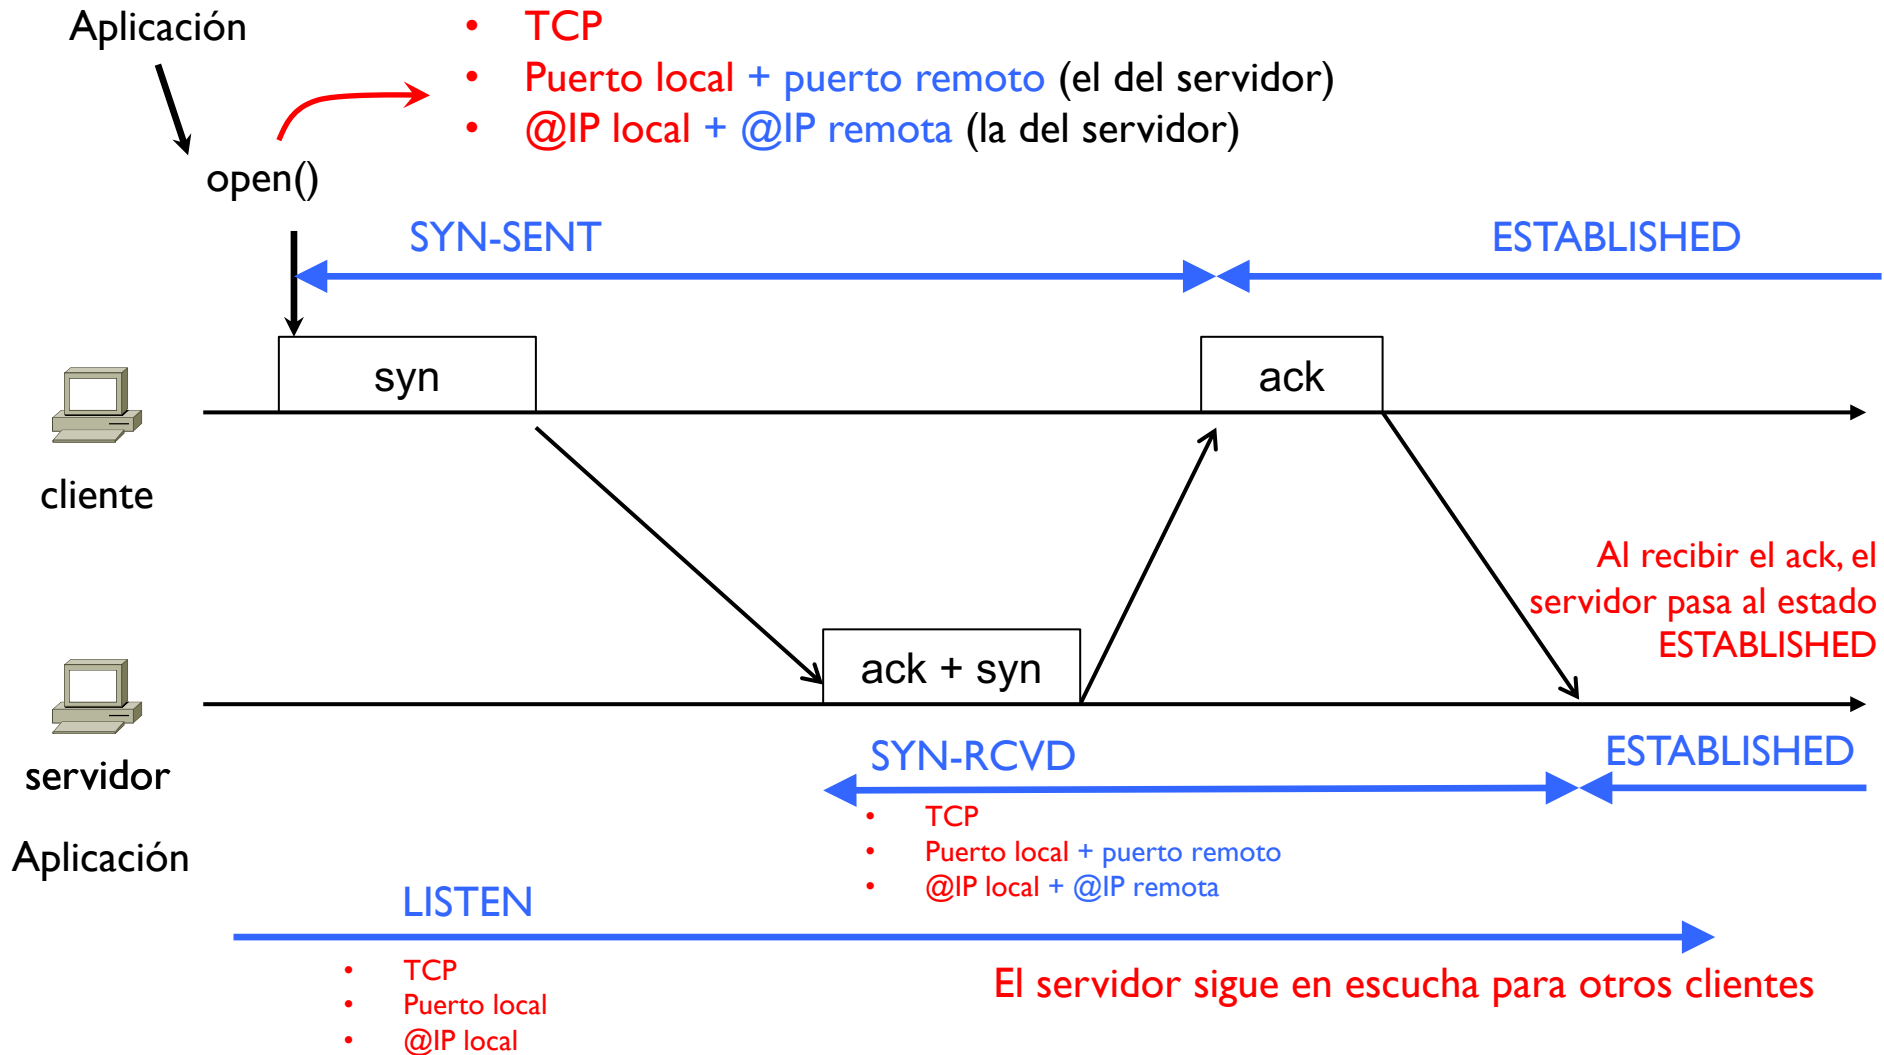 Aplicación
• TCP
• Puerto local + puerto remoto (el del servidor)
• @IP local + @IP remota (la del servidor)
open()
SYN-SENT
ESTABLISHED
syn
ack
cliente
Al recibir el ack, el
servidor pasa al estado
ESTABLISHED
ack + syn
servidor
SYN-RCVD
ESTABLISHED
• TCP
• Puerto local + puerto remoto
• @IP local + @IP remota
Aplicación
LISTEN
• TCP
• Puerto local
• @IP local
El servidor sigue en escucha para otros clientes